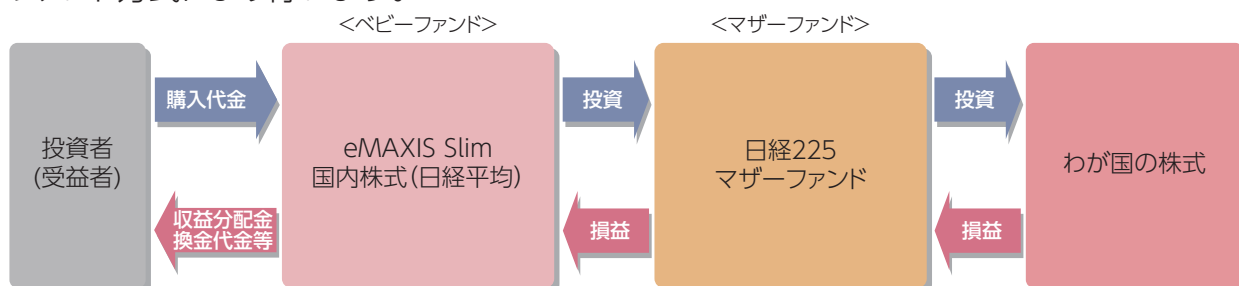 <ベビーファンド>
<マザーファンド>
投資者
(受益者)
購入代金
収益分配金
換金代金等
eMAXIS Slim
国内株式(日経平均)
投資
損益
日経225
マザーファンド
投資
損益
わが国の株式